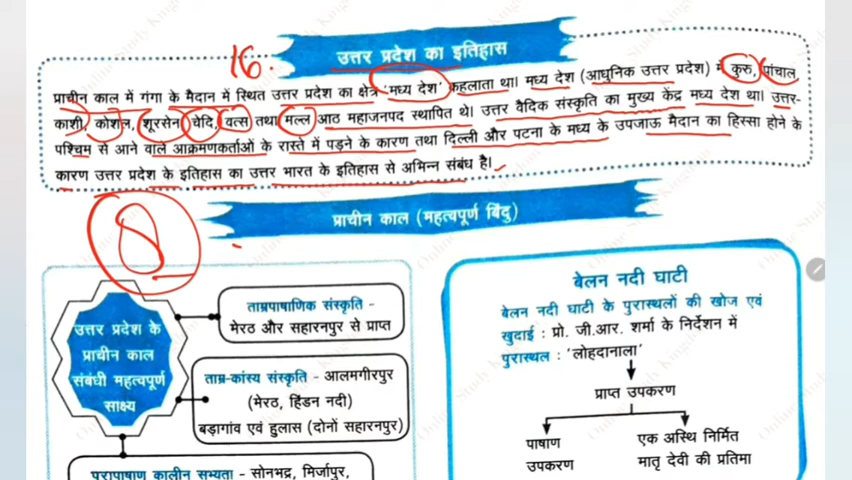 उत्तर प्रदेश का इतिहास
16.
प्राचीन काल में गंगा के मैदान में स्थित उत्तर प्रदेश का क्षेत्र 'मध्य देश' कहलाता था। मध्य देश (आधुनिक उत्तर प्रदेश) में कुरु, पांचाल
काशी, कोशल, शूरसेन, चेदि, वत्स तथा मल्ल आठ महाजनपद स्थापित थे। उत्तर वैदिक संस्कृति का मुख्य केंद्र मध्य देश था। उत्तर-
पश्चिम से आने वाले आक्रमणकर्ताओं के रास्ते में पड़ने के कारण तथा दिल्ली और पटना के मध्य के उपजाऊ मैदान का हिस्सा होने के
कारण उत्तर प्रदेश के इतिहास का उत्तर भारत के इतिहास से अभिन्न संबंध है।
8
प्राचीन काल (महत्वपूर्ण बिंदु)
उत्तर प्रदेश के
प्राचीन काल
संबंधी महत्वपूर्ण
साक्ष्य
ताम्रपाषाणिक संस्कृति -
मेरठ और सहारनपुर से प्राप्त
ताम्र-कांस्य संस्कृति - आलमगीरपुर
(मेरठ, हिंडन नदी)
बड़ागांव एवं हुलास (दोनों सहारनपुर)
पुरापाषाण कालीन सभ्यता - सोनभद्र, मिर्जापुर,
बेलन नदी घाटी
बेलन नदी घाटी के पुरास्थलों की खोज एवं
खुदाई : प्रो. जी.आर. शर्मा के निर्देशन में
पुरास्थल : 'लोहदानाला'
प्राप्त उपकरण
पाषाण
उपकरण
एक अस्थि निर्मित
मातृ देवी की प्रतिमा